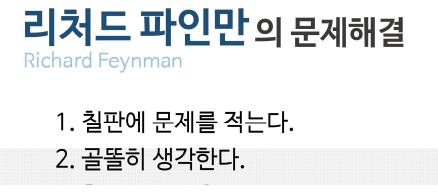 리처드 파인만의 문제해결
Richard Feynman
1. 칠판에 문제를 적는다.
2. 골똘히 생각한다.